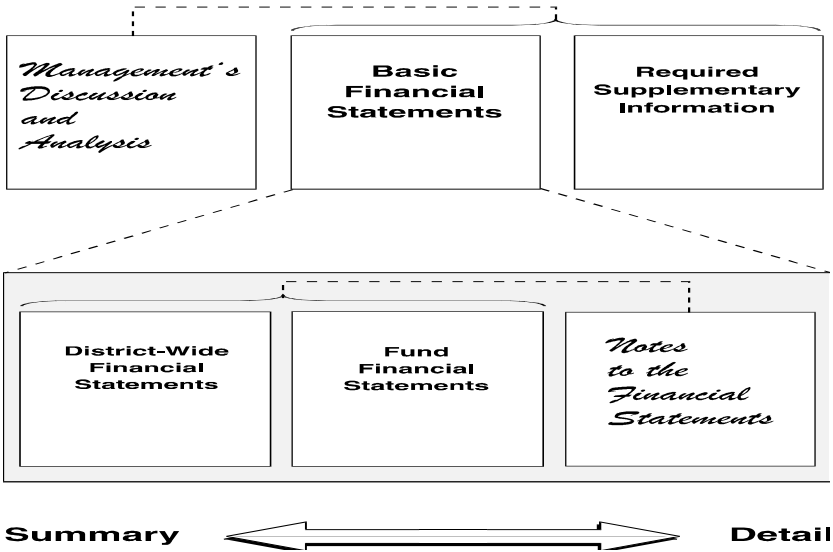 Management's
Discussion
and
Analysis
Basic
Financial
Statements
Required
Supplementary
Information
District-Wide
Financial
Statements
Fund
Financial
Statements
Notes
to the
Financial
Statements
Summary
Detail